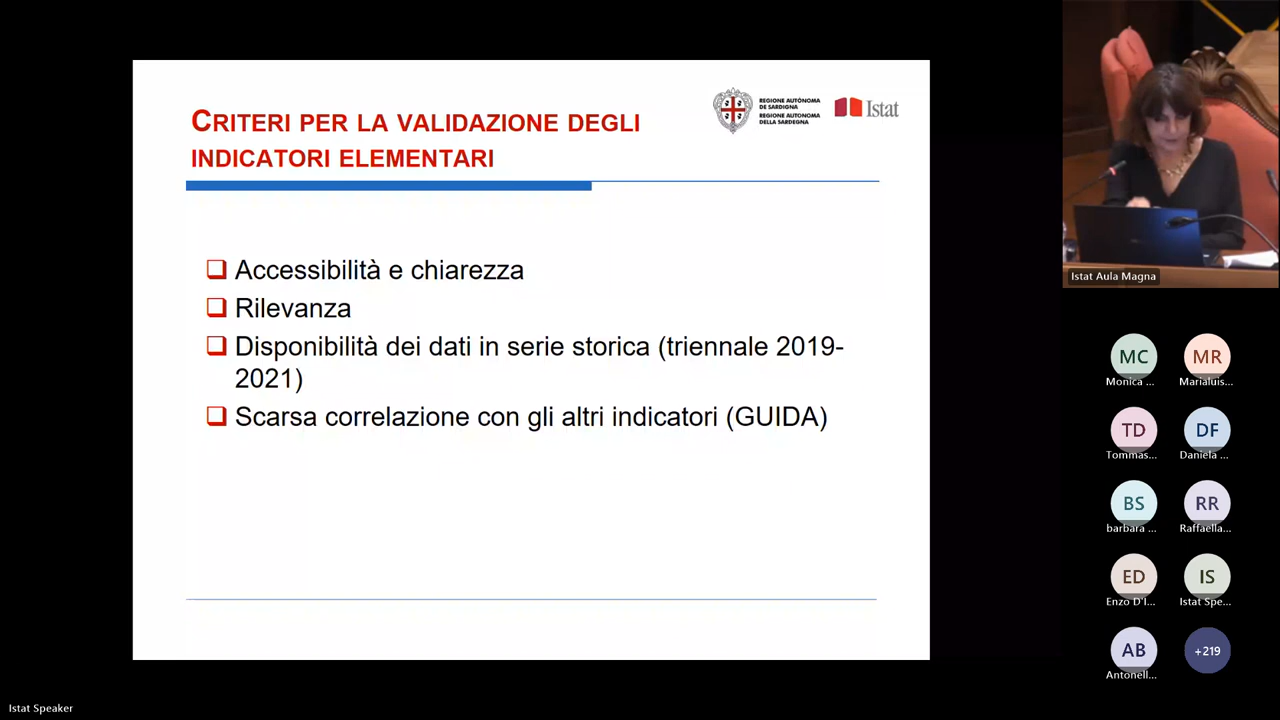 CRITERI PER LA VALIDAZIONE DEGLI
INDICATORI ELEMENTARI
REGIONE AUTÒNOMA
DE SARDIGNA
REGIONE AUTONOMA
DELLA SARDEGNA
Istat
Accessibilità e chiarezza
Rilevanza
Disponibilità dei dati in serie storica (triennale 2019-
2021)
Scarsa correlazione con gli altri indicatori (GUIDA)
Istat Aula Magna
MC
Monica ...
MR
Marialuis...
TD
Tommas...
DF
Daniela ...
BS
barbara ...
RR
Raffaella...
ED
Enzo D'I...
IS
Istat Spe...
AB
Antonell...
+219
Istat Speaker